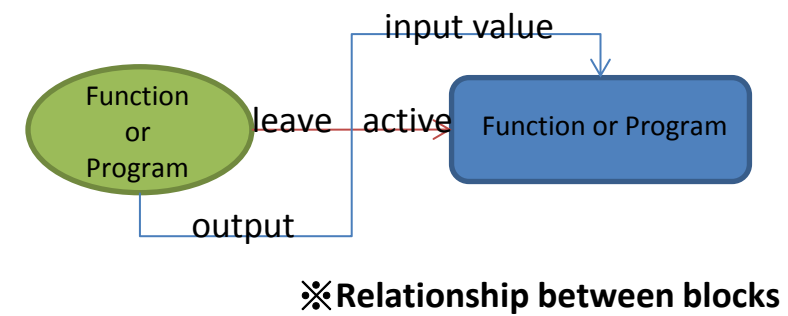 input value
Function
or
Program
leave active
Function or Program
output
※Relationship between blocks